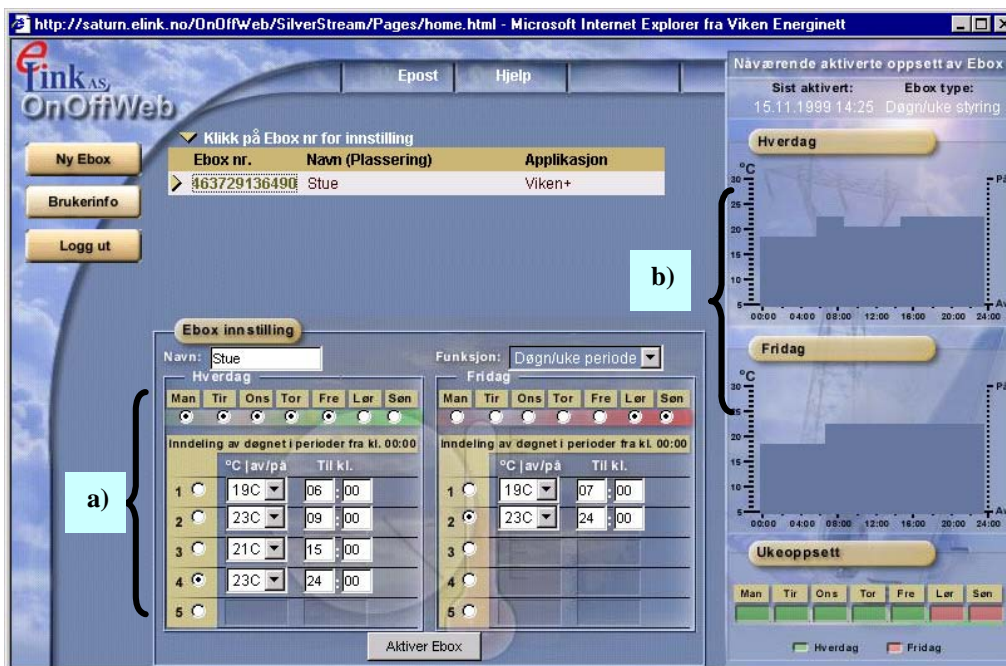 http://saturn.elink.no/OnOffWeb/SilverStream/Pages/home.html - Microsoft Internet Explorer fra Viken Energinett
elink AS,
OnOffWeb
Epost Hjelp
Ny Ebox
Brukerinfo
Logg ut
Klikk på Ebox nr for innstilling
Ebox nr. Navn (Plassering) Applikasjon
463729136490 Stue Viken+
Ebox innstilling
Navn: Stue Funksjon: Døgn/uke periode
a)
Hverdag
Man Tir Ons Tor Fre Lør Søn
Inndeling av døgnet i perioder fra kl. 00:00
°C |av/på Til kl.
1 19C 06 : 00
2 23C 09 : 00
3 21C 15 : 00
4 23C 24 : 00
5
Fridag
Man Tir Ons Tor Fre Lør Søn
Inndeling av døgnet i perioder fra kl. 00:00
°C |av/på Til kl.
1 19C 07 : 00
2 23C 24 : 00
3
4
5
Aktiver Ebox
b)
Nåværende aktiverte oppsett av Ebox
Sist aktivert: Ebox type:
15.11.1999 14:25 Døgn/uke styring
Hverdag
°C
30 På
25
20
15
10
5 Av
00:00 04:00 08:00 12:00 16:00 20:00 24:00
Fridag
°C
30 På
25
20
15
10
5 Av
00:00 04:00 08:00 12:00 16:00 20:00 24:00
Ukeoppsett
Man Tir Ons Tor Fre Lør Søn
Hverdag Fridag